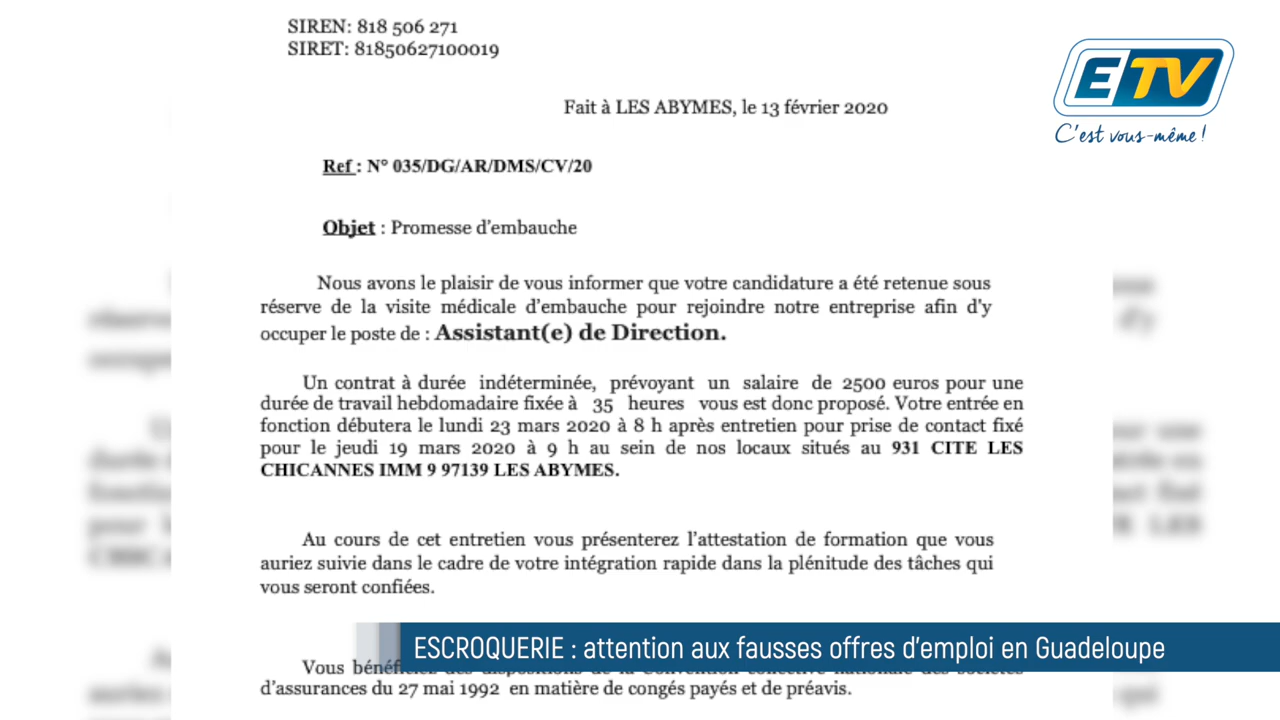 SIREN: 818 506 271
SIRET: 81850627100019
ETV
C'est vous-même !
Fait à LES ABYMES, le 13 février 2020
Ref : N° 035/DG/AR/DMS/CV/20
Objet : Promesse d'embauche
Nous avons le plaisir de vous informer que votre candidature a été retenue sous
réserve de la visite médicale d'embauche pour rejoindre notre entreprise afin d'y
occuper le poste de : Assistant(e) de Direction.
Un contrat à durée indéterminée, prévoyant un salaire de 2500 euros pour une
durée de travail hebdomadaire fixée à 35 heures vous est donc proposé. Votre entrée en
fonction débutera le lundi 23 mars 2020 à 8 h après entretien pour prise de contact fixé
pour le jeudi 19 mars 2020 à 9 h au sein de nos locaux situés au 931 CITE LES
CHICANNES IMM 9 97139 LES ABYMES.
Au cours de cet entretien vous présenterez l'attestation de formation que vous
auriez suivie dans le cadre de votre intégration rapide dans la plénitude des tâches qui
vous seront confiées.
ESCROQUERIE : attention aux fausses offres d'emploi en Guadeloupe
Vous
d'assurances du 27 mai 1992 en matière de congés payés et de préavis.